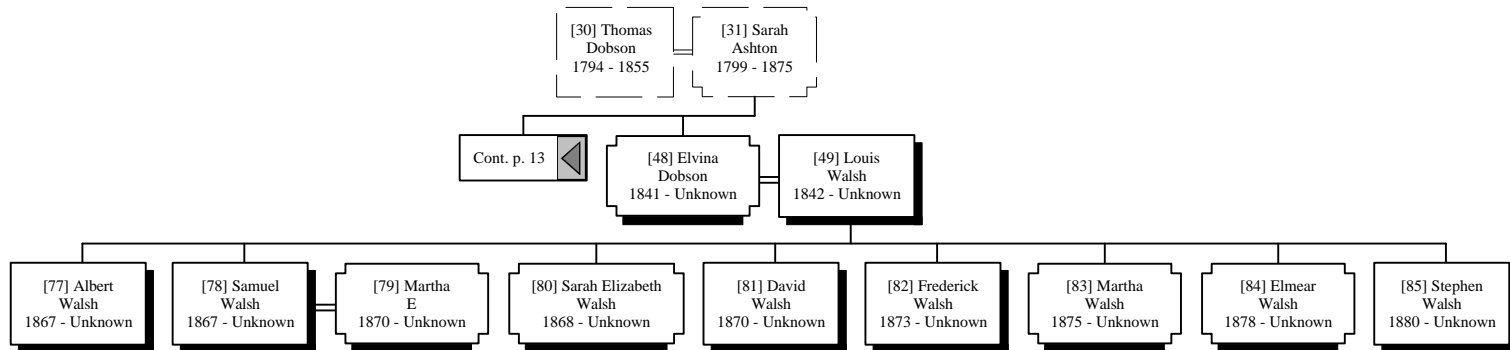 [30] Thomas
Dobson
1794 - 1855
[31] Sarah
Ashton
1799 - 1875
Cont. p. 13
[48] Elvina
Dobson
1841 - Unknown
[49] Louis
Walsh
1842 - Unknown
[77] Albert
Walsh
1867 - Unknown
[78] Samuel
Walsh
1867 - Unknown
[79] Martha
E
1870 - Unknown
[80] Sarah Elizabeth
Walsh
1868 - Unknown
[81] David
Walsh
1870 - Unknown
[82] Frederick
Walsh
1873 - Unknown
[83] Martha
Walsh
1875 - Unknown
[84] Elmear
Walsh
1878 - Unknown
[85] Stephen
Walsh
1880 - Unknown